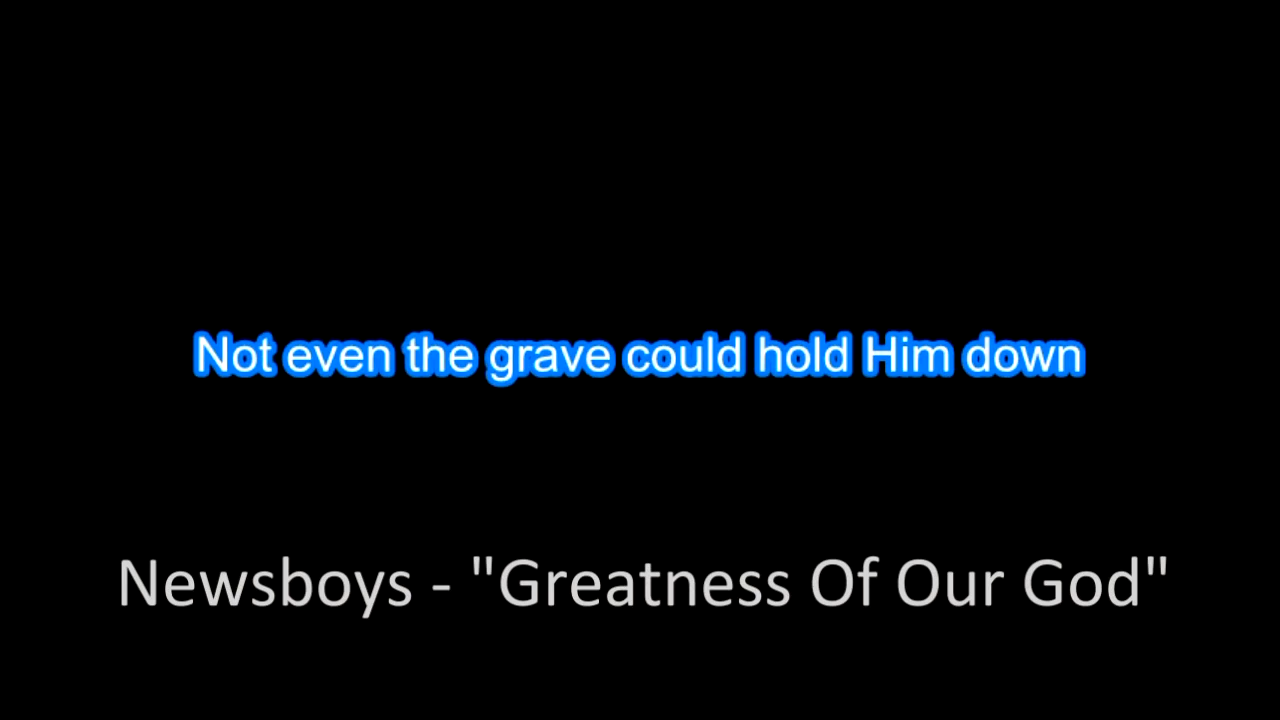 Not even the grave could hold Him down
Newsboys - "Greatness Of Our God"